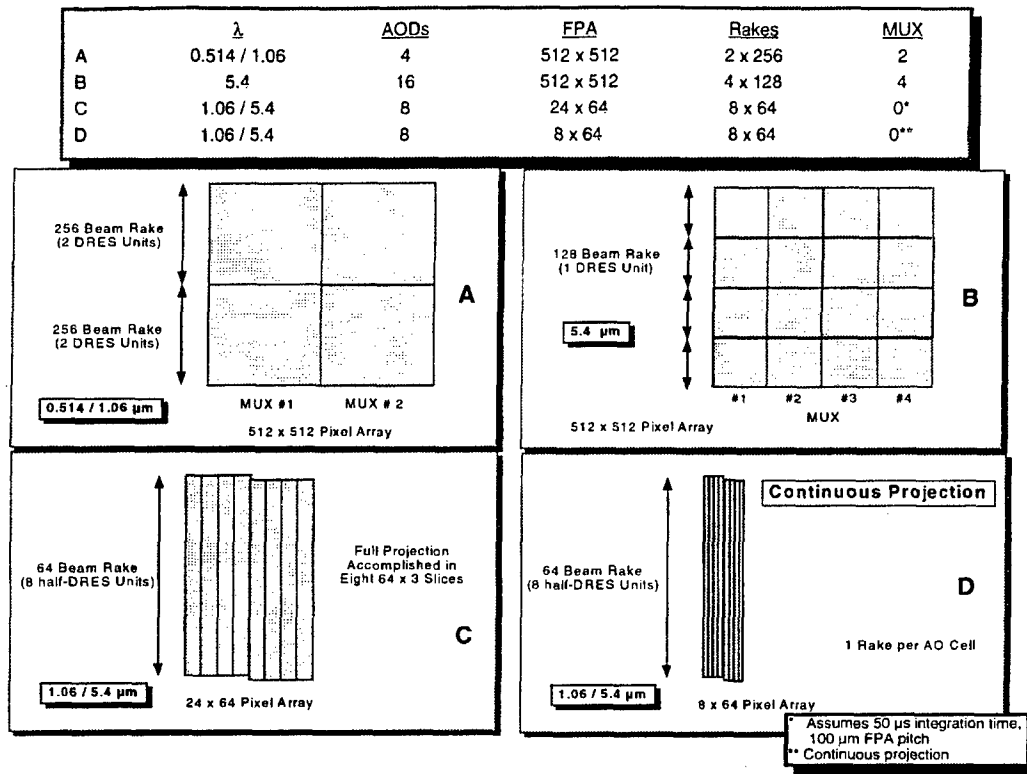 λ AODs FPA Rakes MUX
A 0.514 / 1.06 4 512 x 512 2 x 256 2
B 5.4 16 512 x 512 4 x 128 4
C 1.06 / 5.4 8 24 x 64 8 x 64 0*
D 1.06 / 5.4 8 8 x 64 8 x 64 0**
256 Beam Rake
(2 DRES Units)
256 Beam Rake
(2 DRES Units)
A
0.514 / 1.06 µm
MUX #1 MUX # 2
512 x 512 Pixel Array
128 Beam Rake
(1 DRES Unit)
B
5.4 µm
#1 #2 #3 #4
MUX
512 x 512 Pixel Array
64 Beam Rake
(8 half-DRES Units)
Full Projection
Accomplished in
Eight 64 x 3 Slices
C
1.06 / 5.4 µm
24 x 64 Pixel Array
Continuous Projection
64 Beam Rake
(8 half-DRES Units)
D
1 Rake per AO Cell
1.06 / 5.4 µm
8 x 64 Pixel Array
* Assumes 50 µs integration time,
100 µm FPA pitch
** Continuous projection